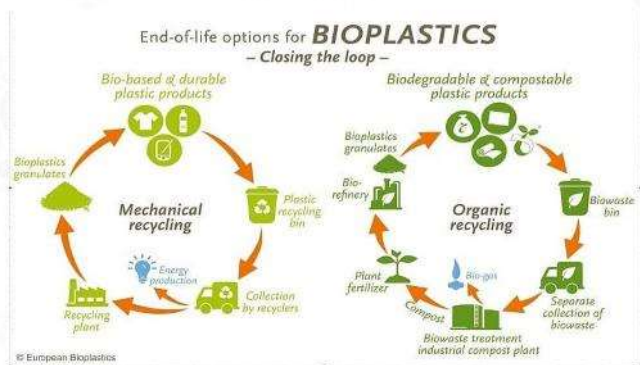 End-of-life options for BIOPLASTICS
– Closing the loop –
Bio-based & durable
plastic products
Bioplastics
granulates
Mechanical
recycling
Plastic
recycling
bin
Energy
production
Recycling
plant
Collection
by recyclers
Biodegradable & compostable
plastic products
Bioplastics
granulates
Bio-
refinery
Organic
recycling
Biowaste
bin
Plant
fertilizer
Bio-gas
Compost
Separate
collection of
biowaste
Biowaste treatment
industrial compost plant
© European Bioplastics